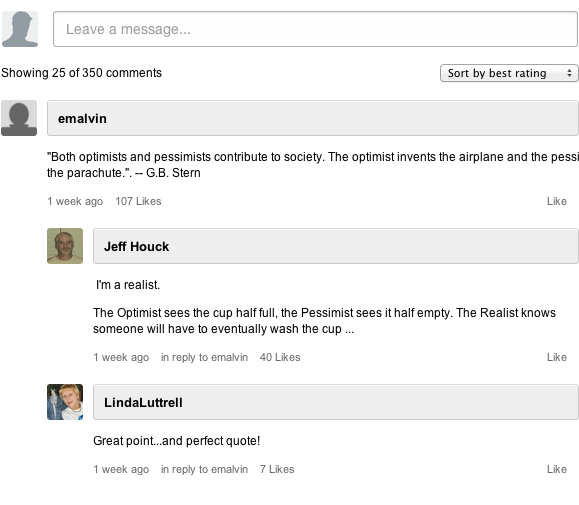 Leave a message...
Showing 25 of 350 comments
Sort by best rating
emalvin
"Both optimists and pessimists contribute to society. The optimist invents the airplane and the pessi
the parachute.". -- G.B. Stern
1 week ago 107 Likes Like
Jeff Houck
I'm a realist.
The Optimist sees the cup half full, the Pessimist sees it half empty. The Realist knows
someone will have to eventually wash the cup ...
1 week ago in reply to emalvin 40 Likes Like
LindaLuttrell
Great point...and perfect quote!
1 week ago in reply to emalvin 7 Likes Like